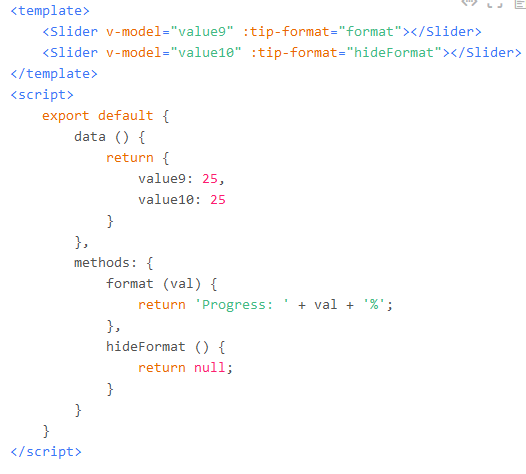 <template>
    <Slider v-model="value9" :tip-format="format"></Slider>
    <Slider v-model="value10" :tip-format="hideFormat"></Slider>
</template>
<script>
    export default {
        data () {
            return {
                value9: 25,
                value10: 25
            }
        },
        methods: {
            format (val) {
                return 'Progress: ' + val + '%';
            },
            hideFormat () {
                return null;
            }
        }
    }
</script>